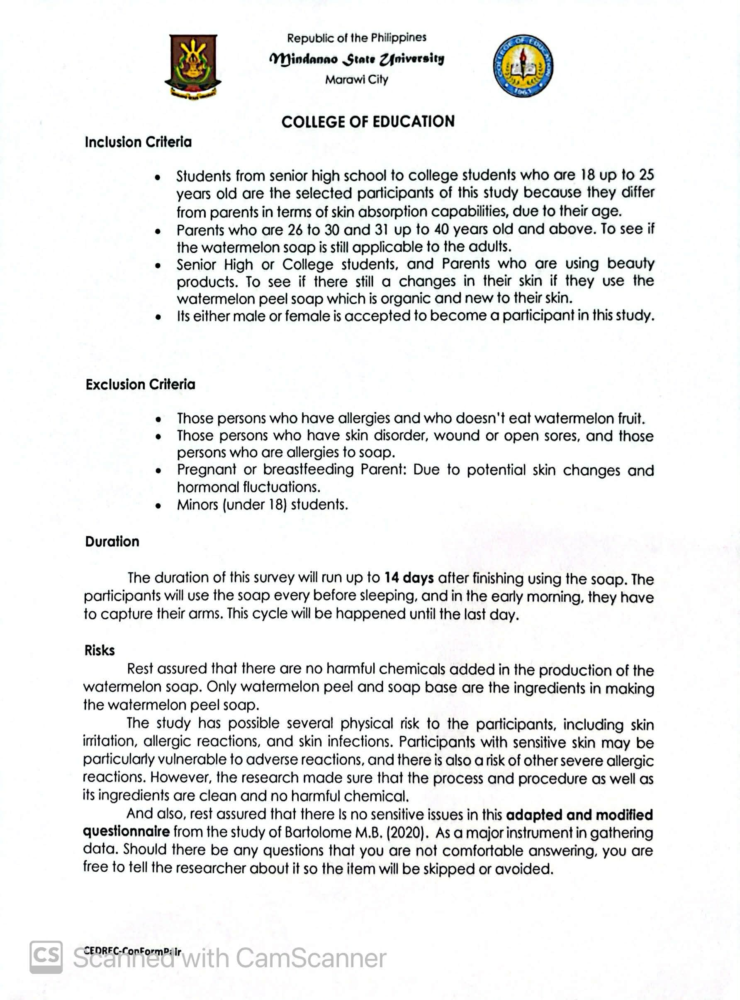 Republic of the Philippines
Mindanao State University
Marawi City
COLLEGE OF EDUCATION
1961
COLLEGE OF EDUCATION
Inclusion Criteria
• Students from senior high school to college students who are 18 up to 25
years old are the selected participants of this study because they differ
from parents in terms of skin absorption capabilities, due to their age.
• Parents who are 26 to 30 and 31 up to 40 years old and above. To see if
the watermelon soap is still applicable to the adults.
• Senior High or College students, and Parents who are using beauty
products. To see if there still a changes in their skin if they use the
watermelon peel soap which is organic and new to their skin.
• Its either male or female is accepted to become a participant in this study.
Exclusion Criteria
• Those persons who have allergies and who doesn't eat watermelon fruit.
• Those persons who have skin disorder, wound or open sores, and those
persons who are allergies to soap.
• Pregnant or breastfeeding Parent: Due to potential skin changes and
hormonal fluctuations.
• Minors (under 18) students.
Duration
The duration of this survey will run up to 14 days after finishing using the soap. The
participants will use the soap every before sleeping, and in the early morning, they have
to capture their arms. This cycle will be happened until the last day.
Risks
Rest assured that there are no harmful chemicals added in the production of the
watermelon soap. Only watermelon peel and soap base are the ingredients in making
the watermelon peel soap.
The study has possible several physical risk to the participants, including skin
irritation, allergic reactions, and skin infections. Participants with sensitive skin may be
particularly vulnerable to adverse reactions, and there is also a risk of other severe allergic
reactions. However, the research made sure that the process and procedure as well as
its ingredients are clean and no harmful chemical.
And also, rest assured that there Is no sensitive issues in this adapted and modified
questionnaire from the study of Bartolome M.B. (2020). As a major instrument in gathering
data. Should there be any questions that you are not comfortable answering, you are
free to tell the researcher about it so the item will be skipped or avoided.
CEDREC-ConFormPair
CS Scanned with CamScanner